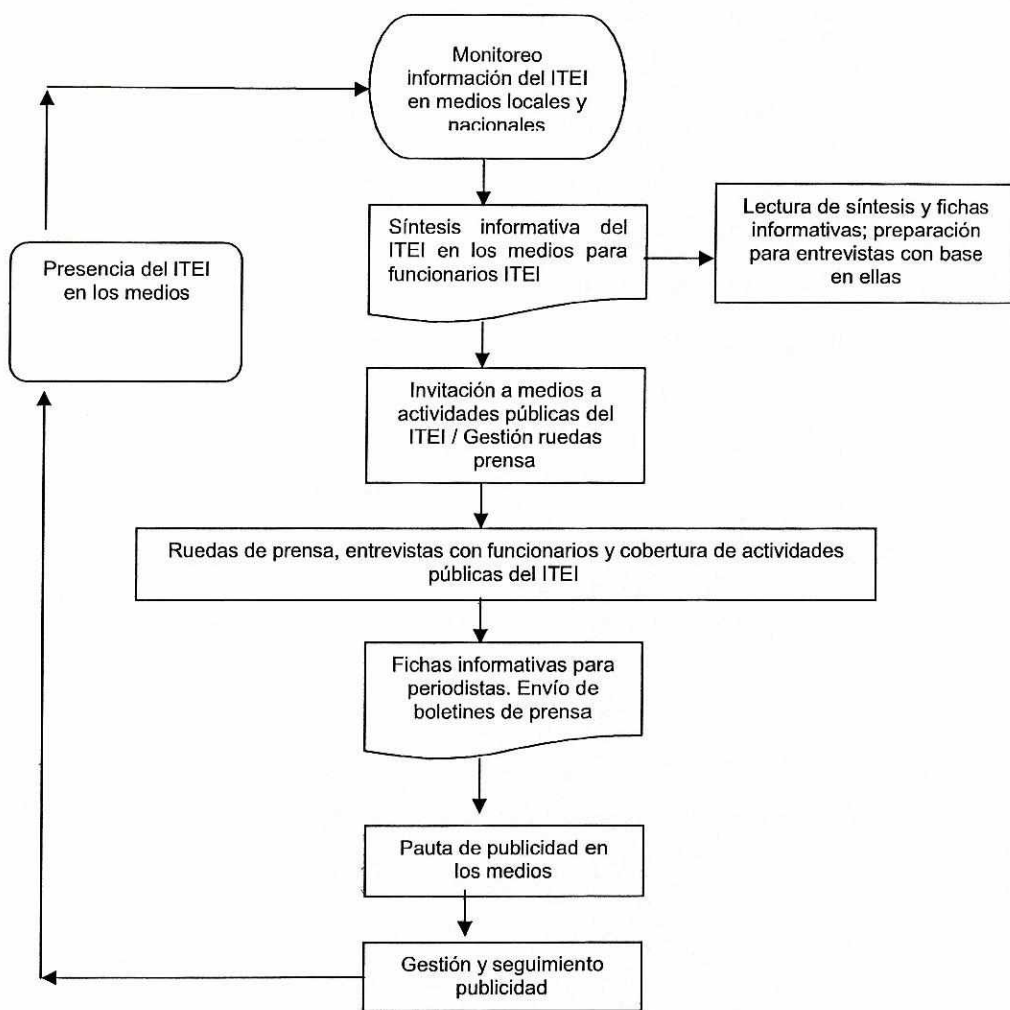 Monitoreo
información del ITEI
en medios locales y
nacionales
Síntesis informativa del
ITEI en los medios para
funcionarios ITEI
Lectura de síntesis y fichas
informativas; preparación
para entrevistas con base
en ellas
Presencia del ITEI
en los medios
Invitación a medios a
actividades públicas del
ITEI / Gestión ruedas
prensa
Ruedas de prensa, entrevistas con funcionarios y cobertura de actividades
públicas del ITEI
Fichas informativas para
periodistas. Envío de
boletines de prensa
Pauta de publicidad en
los medios
Gestión y seguimiento
publicidad